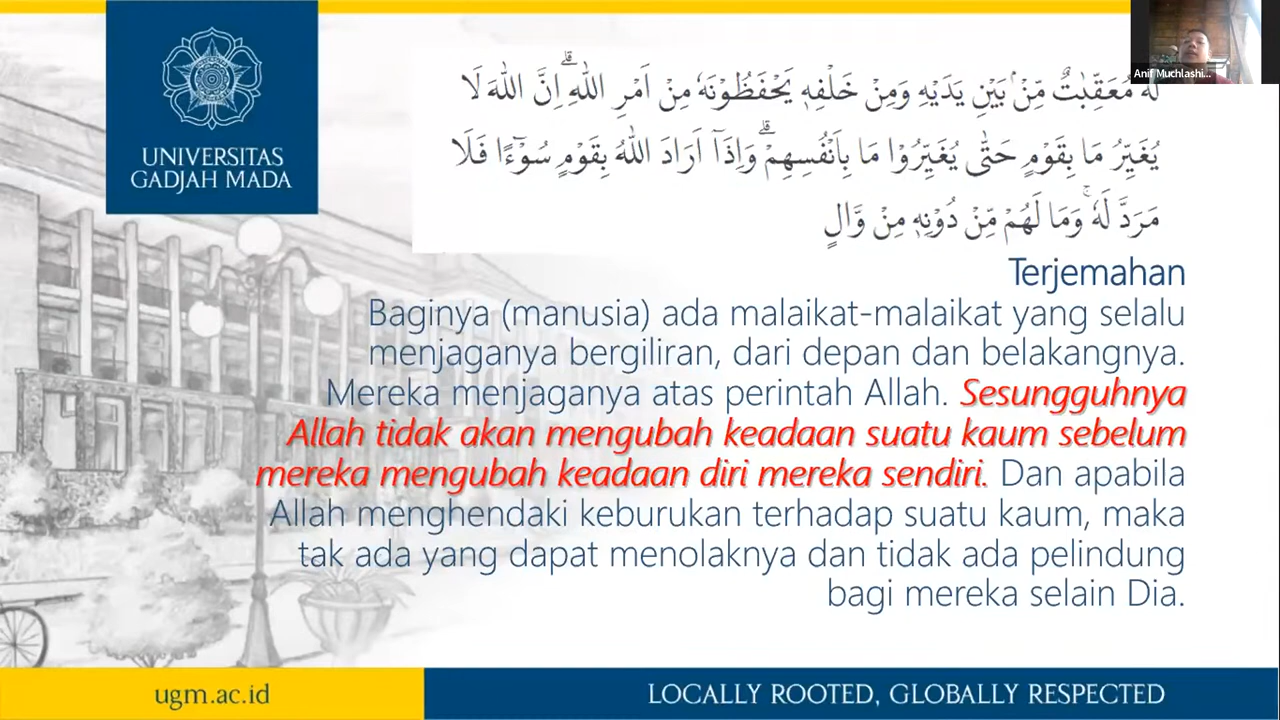 UNIVERSITAS
GADJAH MADA
Anif Muchlashi...
لَهٗ مُعَقِّبٰتٌ مِّنْۢ بَيْنِ يَدَيْهِ وَمِنْ خَلْفِهٖ يَحْفَظُوْنَهٗ مِنْ اَمْرِ اللّٰهِ ۗاِنَّ اللّٰهَ لَا
يُغَيِّرُ مَا بِقَوْمٍ حَتّٰى يُغَيِّرُوْا مَا بِاَنْفُسِهِمْ ۗوَاِذَآ اَرَادَ اللّٰهُ بِقَوْمٍ سُوْۤءًا فَلَا
مَرَدَّ لَهٗ ۚوَمَا لَهُمْ مِّنْ دُوْنِهٖ مِنْ وَّالٍ
Terjemahan
Baginya (manusia) ada malaikat-malaikat yang selalu
menjaganya bergiliran, dari depan dan belakangnya.
Mereka menjaganya atas perintah Allah. Sesungguhnya
Allah tidak akan mengubah keadaan suatu kaum sebelum
mereka mengubah keadaan diri mereka sendiri. Dan apabila
Allah menghendaki keburukan terhadap suatu kaum, maka
tak ada yang dapat menolaknya dan tidak ada pelindung
bagi mereka selain Dia.
ugm.ac.id
LOCALLY ROOTED, GLOBALLY RESPECTED